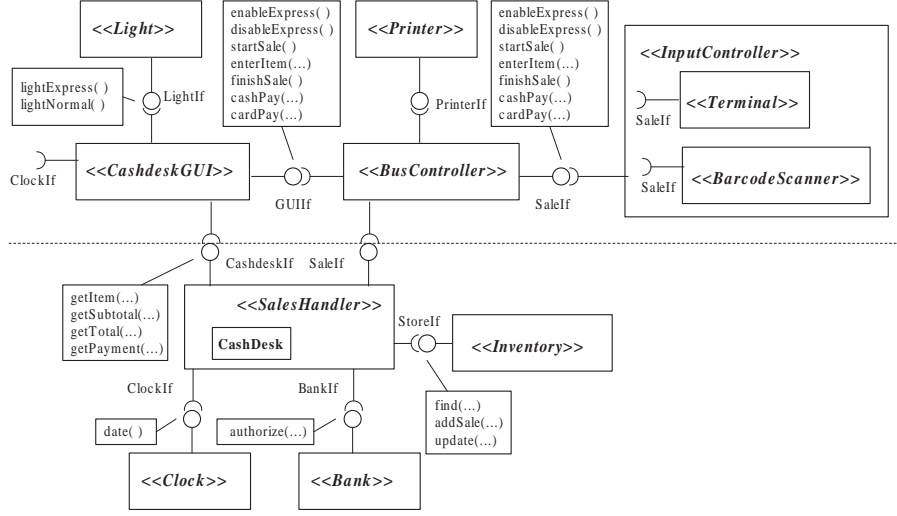 <<Light>>
lightExpress( )
lightNormal( )
LightIf
enableExpress( )
disableExpress( )
startSale( )
enterItem(...)
finishSale( )
cashPay(...)
cardPay(...)
<<Printer>>
PrinterIf
enableExpress( )
disableExpress( )
startSale( )
enterItem(...)
finishSale( )
cashPay(...)
cardPay(...)
<<InputController>>
<<Terminal>>
SaleIf
<<BarcodeScanner>>
SaleIf
ClockIf
<<CashdeskGUI>>
GUIIf
<<BusController>>
SaleIf
CashdeskIf
SaleIf
getItem(...)
getSubtotal(...)
getTotal(...)
getPayment(...)
<<SalesHandler>>
CashDesk
StoreIf
<<Inventory>>
find(...)
addSale(...)
update(...)
ClockIf
BankIf
date( )
authorize(...)
<<Clock>>
<<Bank>>